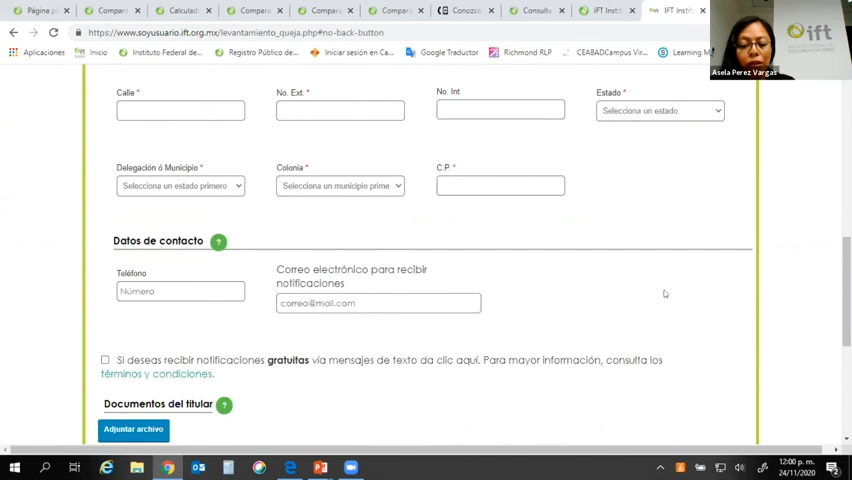 Página p
Compara
Calculad
Compara
Compara
Compara
Conozco
Consulta
iFT Instit
IFT Instit
https://www.soyusuario.ift.org.mx/levantamiento_queja.php#no-back-button
Aplicaciones
Inicio
Instituto Federal de...
Registro Público de...
Iniciar sesión en Ca...
Google Traductor
Richmond RLP
CEABADCampus Vir...
Learning M
ift
Asela Perez Vargas
Calle *
No. Ext. *
No. Int.
Estado *
Selecciona un estado
Delegación ó Municipio *
Colonia *
C.P. *
Selecciona un estado primero
Selecciona un municipio prime
Datos de contacto ?
Teléfono
Correo electrónico para recibir
notificaciones
Número
correo@mail.com
Si deseas recibir notificaciones gratuitas vía mensajes de texto da clic aquí. Para mayor información, consulta los
términos y condiciones.
Documentos del titular ?
Adjuntar archivo
12:00 p. m.
24/11/2020
2